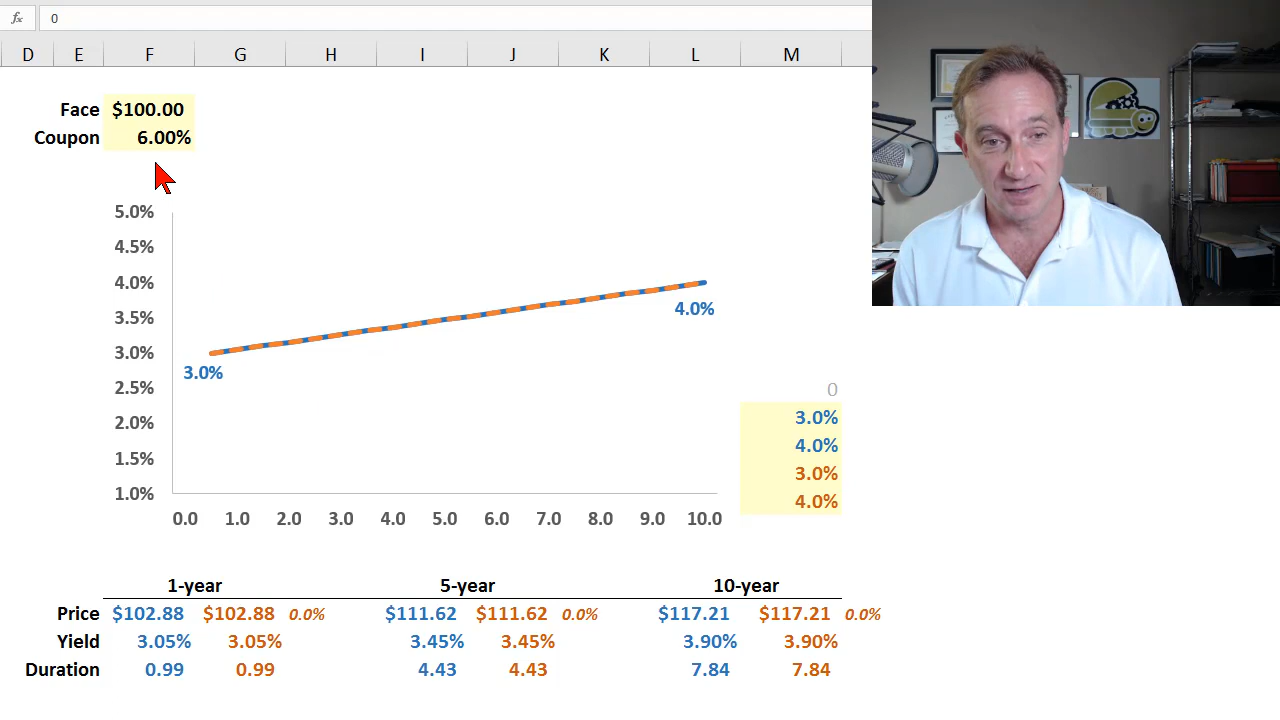 fx 0
D E F G H I J K L M
Face $100.00
Coupon 6.00%
5.0%
4.5%
4.0%
3.5%
3.0%
2.5%
2.0%
1.5%
1.0%
4.0%
3.0%
0.0 1.0 2.0 3.0 4.0 5.0 6.0 7.0 8.0 9.0 10.0
0
3.0%
4.0%
3.0%
4.0%
1-year 5-year 10-year
Price $102.88 $102.88 0.0% $111.62 $111.62 0.0% $117.21 $117.21 0.0%
Yield 3.05% 3.05% 3.45% 3.45% 3.90% 3.90%
Duration 0.99 0.99 4.43 4.43 7.84 7.84